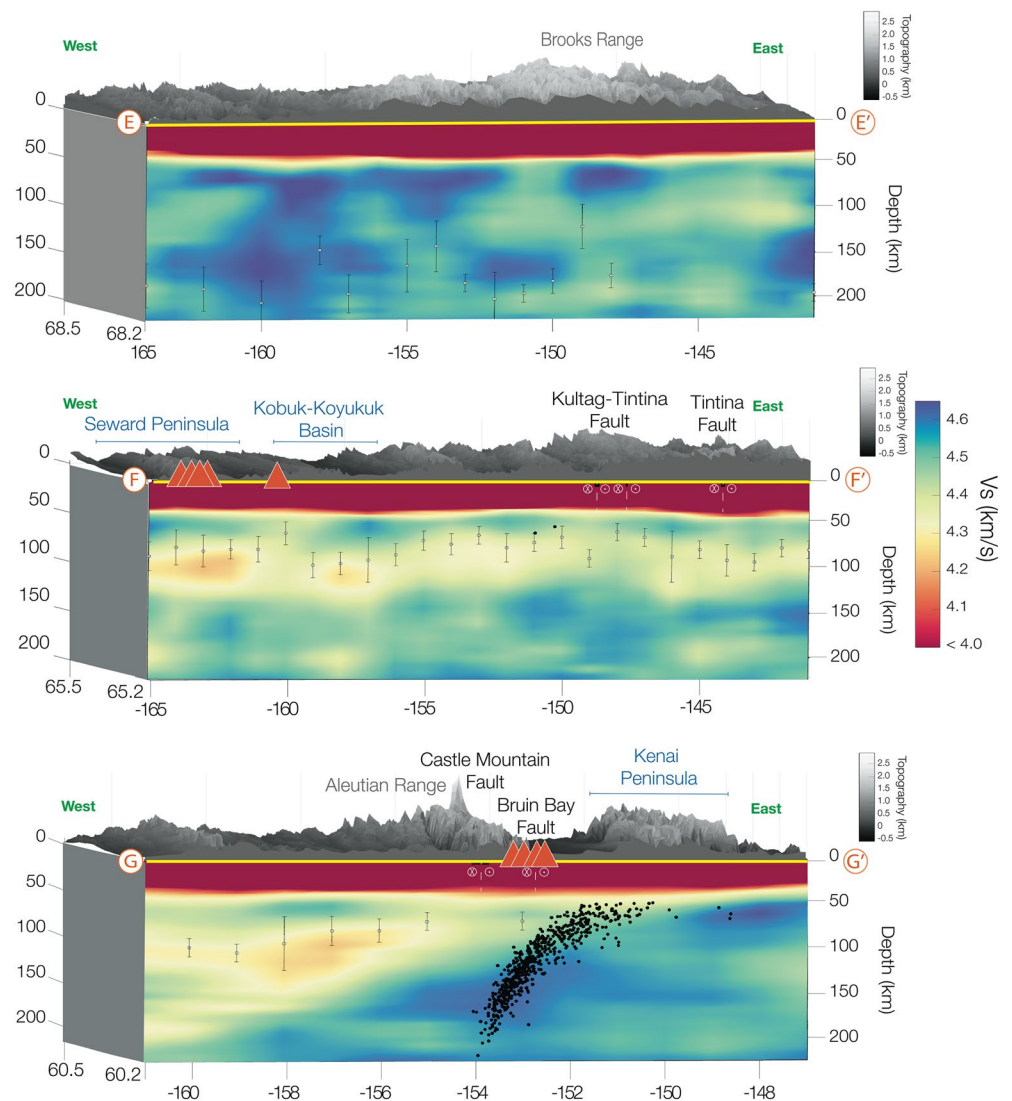 Brooks Range
West
East
2.5
2.0
1.5
1.0
0
-0.5
Topography (km)
0
50
100
150
200
E
E’
0
50
100
150
200
Depth (km)
68.5
68.2
165
-160
-155
-150
-145
West
Seward Peninsula
Kobuk-Koyukuk
Basin
Kultag-Tintina
Fault
Tintina
Fault
East
2.5
2.0
1.5
1.0
0
-0.5
Topography (km)
0
50
100
150
200
F
F’
0
50
100
150
200
Depth (km)
65.5
65.2
-165
-160
-155
-150
-145
4.6
4.5
4.4
4.3
4.2
4.1
< 4.0
Vs (km/s)
West
Aleutian Range
Castle Mountain
Fault
Bruin Bay
Fault
Kenai
Peninsula
East
2.5
2.0
1.5
1.0
0
-0.5
Topography (km)
0
50
100
150
200
G
G’
0
50
100
150
200
Depth (km)
60.5
60.2
-160
-158
-156
-154
-152
-150
-148